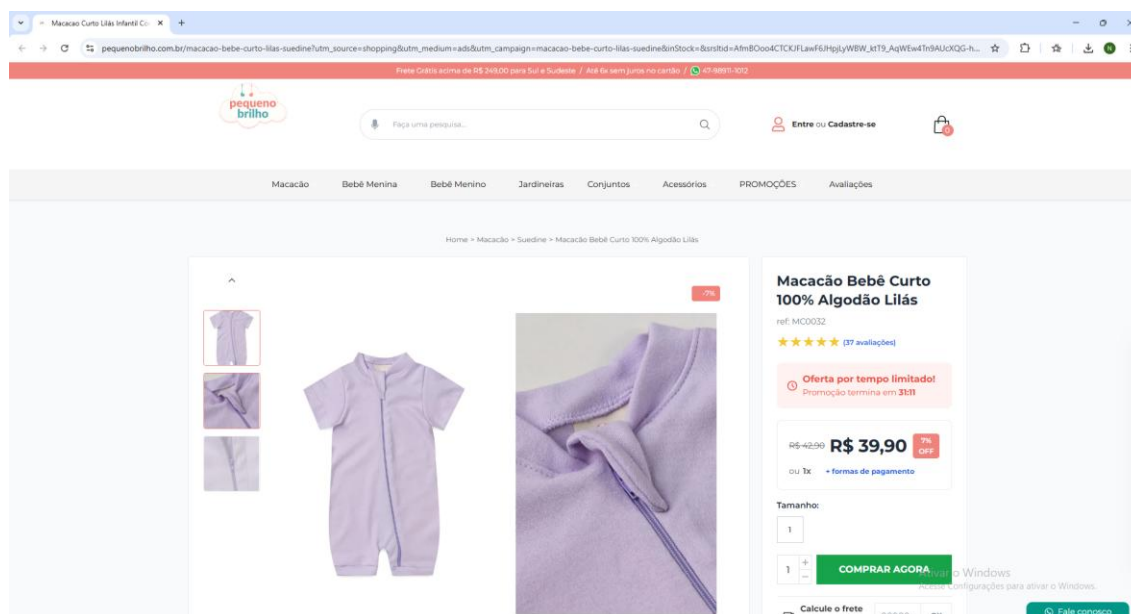 Macacao Curto Lilás Infantil Co
pequenobrilho.com.br/macacao-bebe-curto-lilas-suedine?utm_source=shopping&utm_medium=ads&utm_campaign=macacao-bebe-curto-lilas-suedine&inStock=&srsltid=
N
Frete Grátis acima de R$ 249,00 para Sul e Sudeste / Até 6x sem juros no cartão / 47-98911-1012
pequeno
brilho
Faça uma pesquisa...
Entre ou Cadastre-se
0
Macacão Bebê Menina Bebê Menino Jardineiras Conjuntos Acessórios PROMOÇÕES Avaliações
Home > Macacão > Suedine > Macacão Bebê Curto 100% Algodão Lilás
-7%
Macacão Bebê Curto
100% Algodão Lilás
ref: MC0032
(37 avaliações)
Oferta por tempo limitado!
Promoção termina em 31:11
R$ 42,90 R$ 39,90 7%
OFF
ou 1x + formas de pagamento
Tamanho:
1
1 + −
COMPRAR AGORA
Ativar o Windows
Acesse Configurações para ativar o Windows.
Calcule o frete
Fale conosco